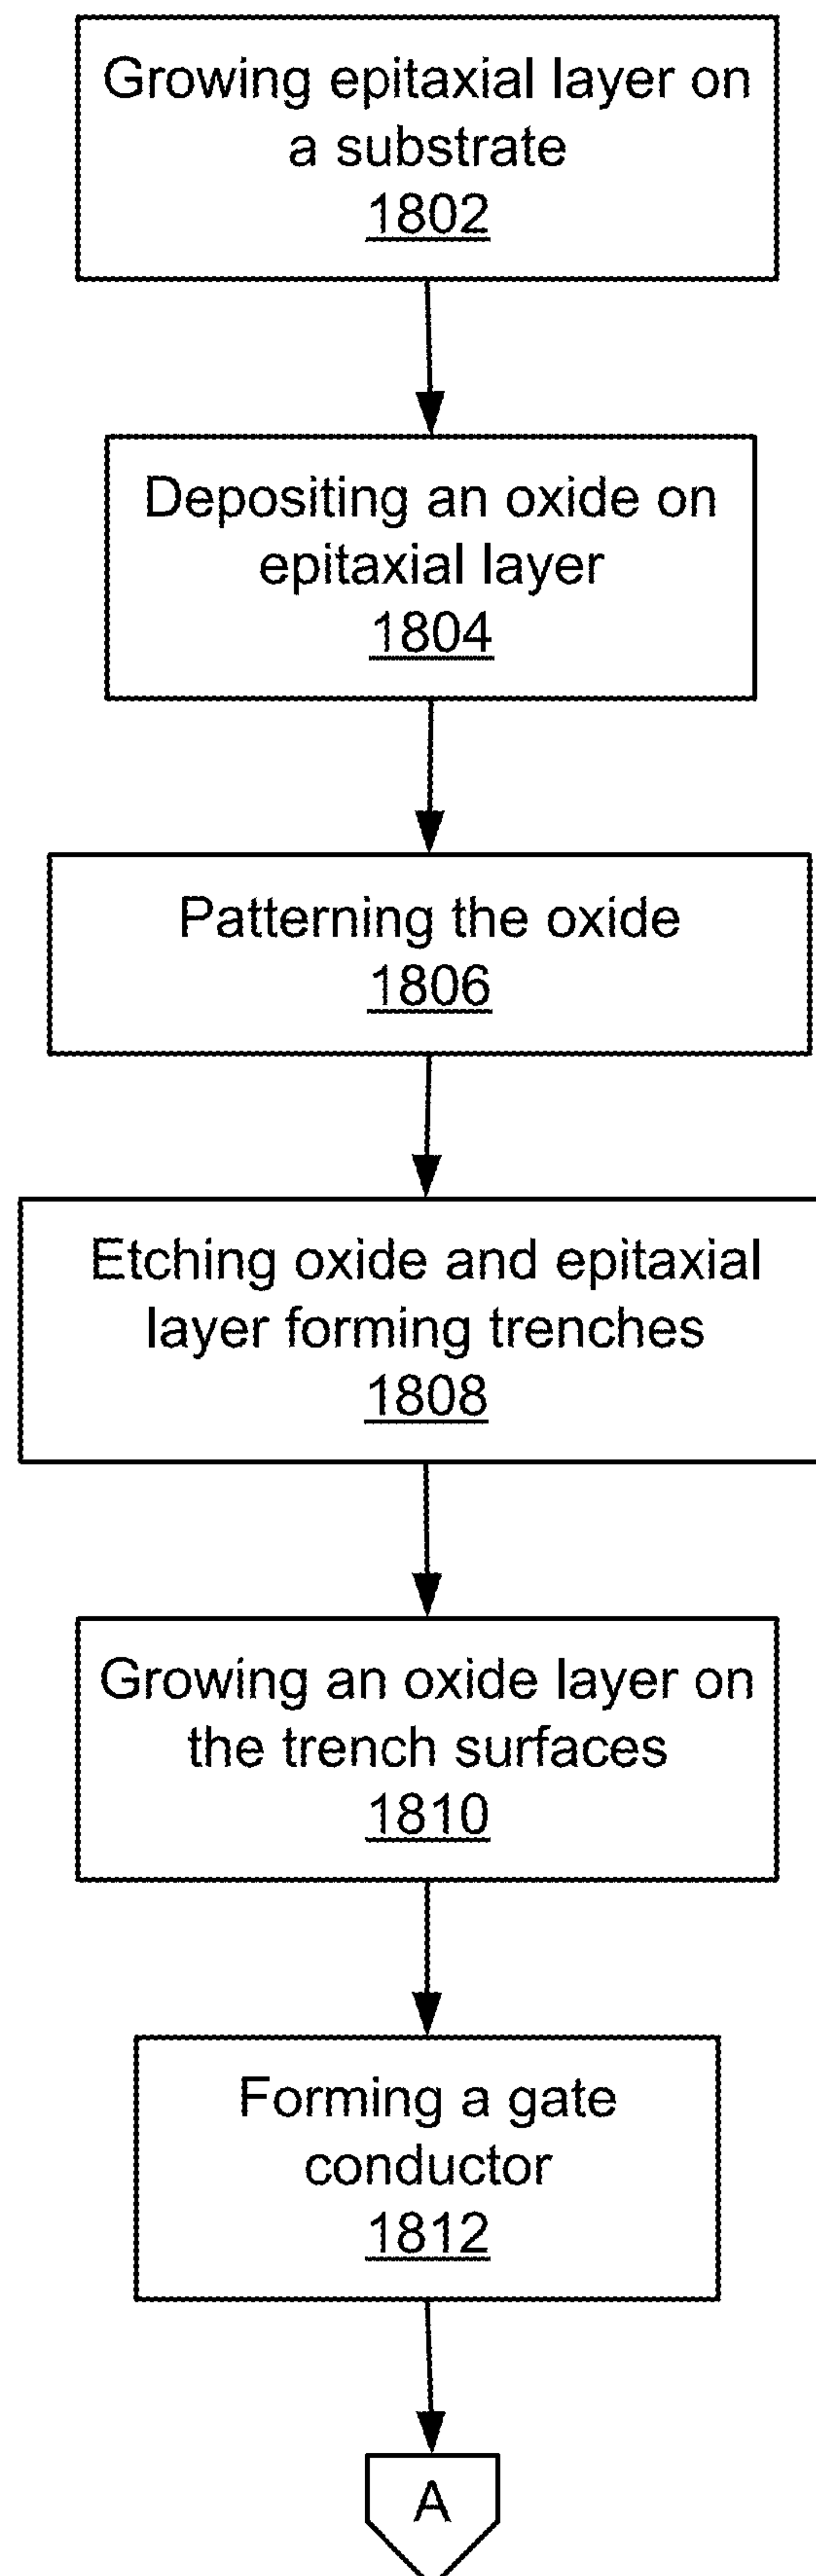 Growing epitaxial layer on
a substrate
1802
Depositing an oxide on
epitaxial layer
1804
Patterning the oxide
1806
Etching oxide and epitaxial
layer forming trenches
1808
Growing an oxide layer on
the trench surfaces
1810
Forming a gate
conductor
1812
A